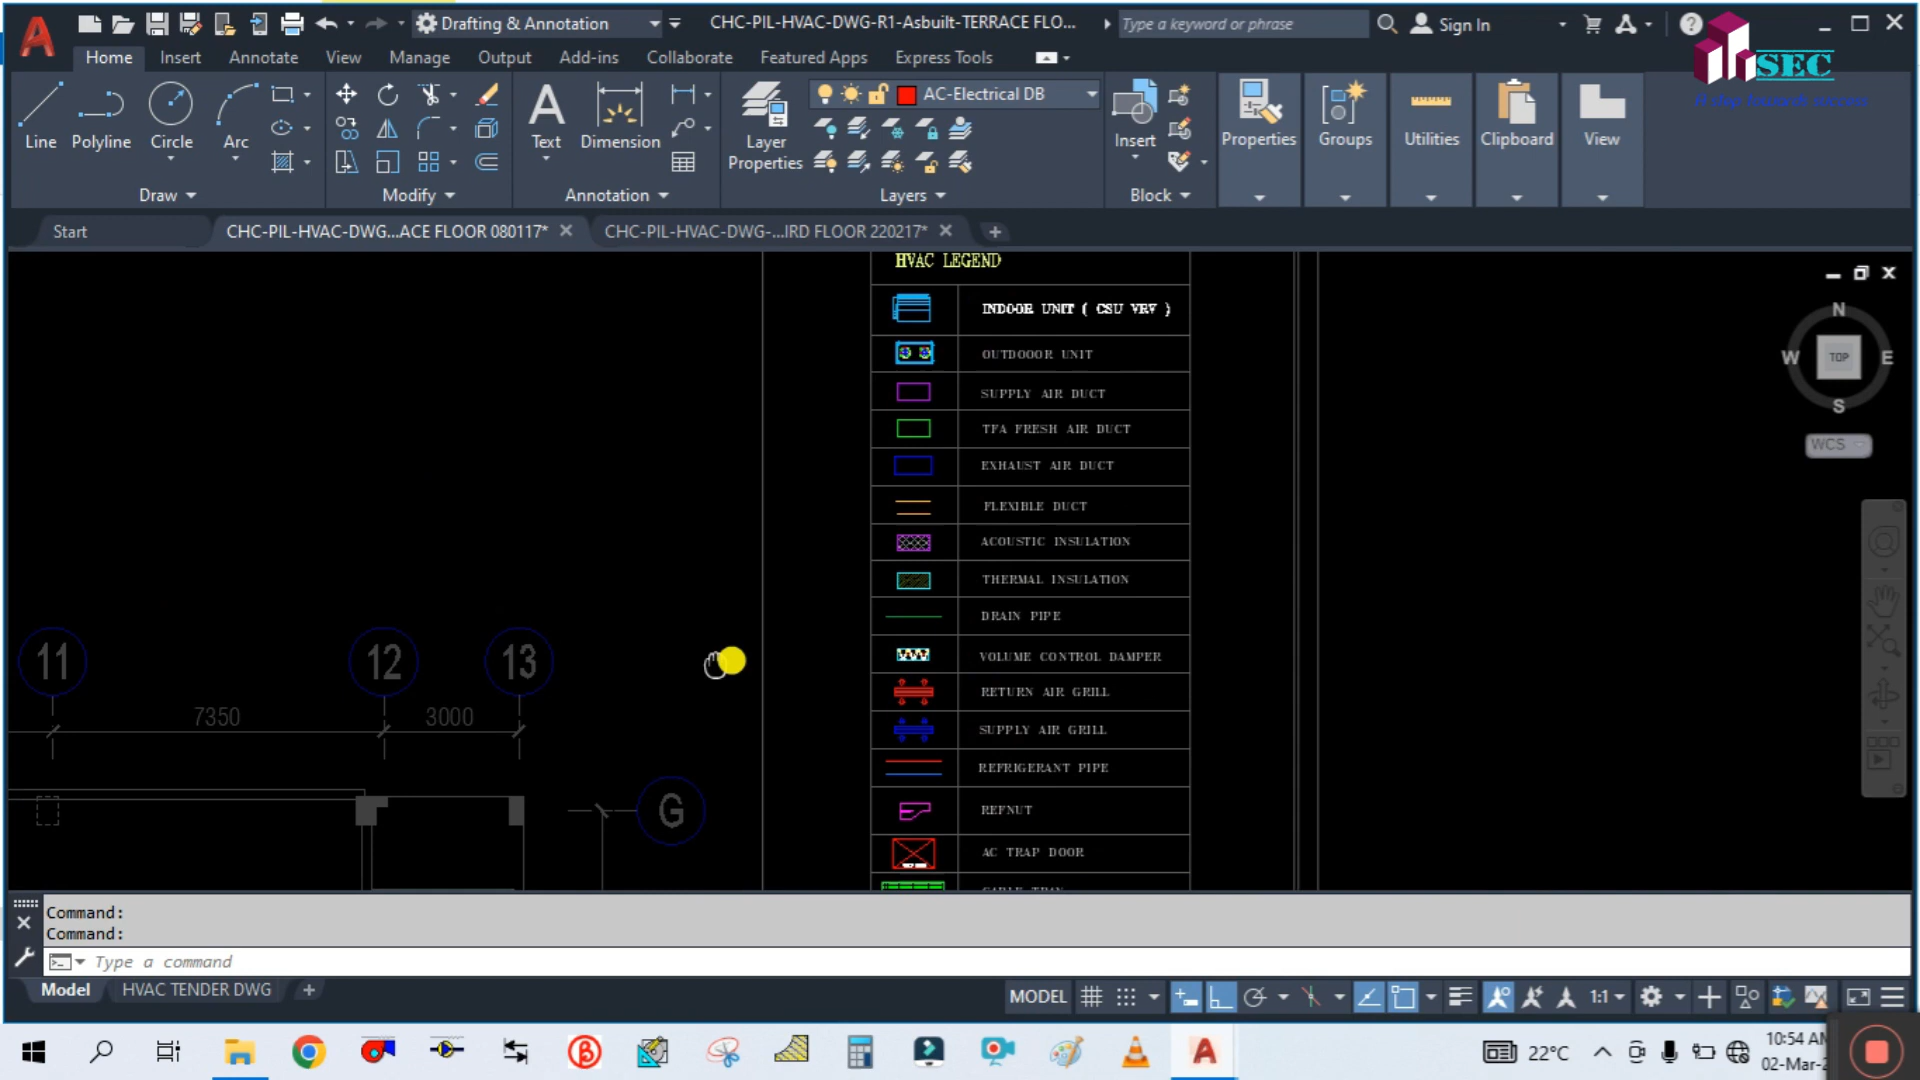 Drafting & Annotation
CHC-PIL-HVAC-DWG-R1-Asbuilt-TERRACE FLO...
Type a keyword or phrase
Sign In
SEC
A step towards success
Home
Insert
Annotate
View
Manage
Output
Add-ins
Collaborate
Featured Apps
Express Tools
AC-Electrical DB
Line
Polyline
Circle
Arc
Text
Dimension
Layer
Properties
Insert
Properties
Groups
Utilities
Clipboard
View
Draw
Modify
Annotation
Layers
Block
Start
CHC-PIL-HVAC-DWG...ACE FLOOR 080117*
CHC-PIL-HVAC-DWG-...IRD FLOOR 220217*
HVAC LEGEND
INDOOR UNIT ( CSU VRV )
OUTDOOOR UNIT
SUPPLY AIR DUCT
TFA FRESH AIR DUCT
EXHAUST AIR DUCT
FLEXIBLE DUCT
ACOUSTIC INSULATION
THERMAL INSULATION
DRAIN PIPE
VOLUME CONTROL DAMPER
RETURN AIR GRILL
SUPPLY AIR GRILL
REFRIGERANT PIPE
REFNUT
AC TRAP DOOR
CABLE TRAY
N
W
TOP
E
S
WCS
11
12
13
7350
3000
G
Command:
Command:
Type a command
Model
HVAC TENDER DWG
MODEL
1:1
22°C
10:54 AM
02-Mar-2